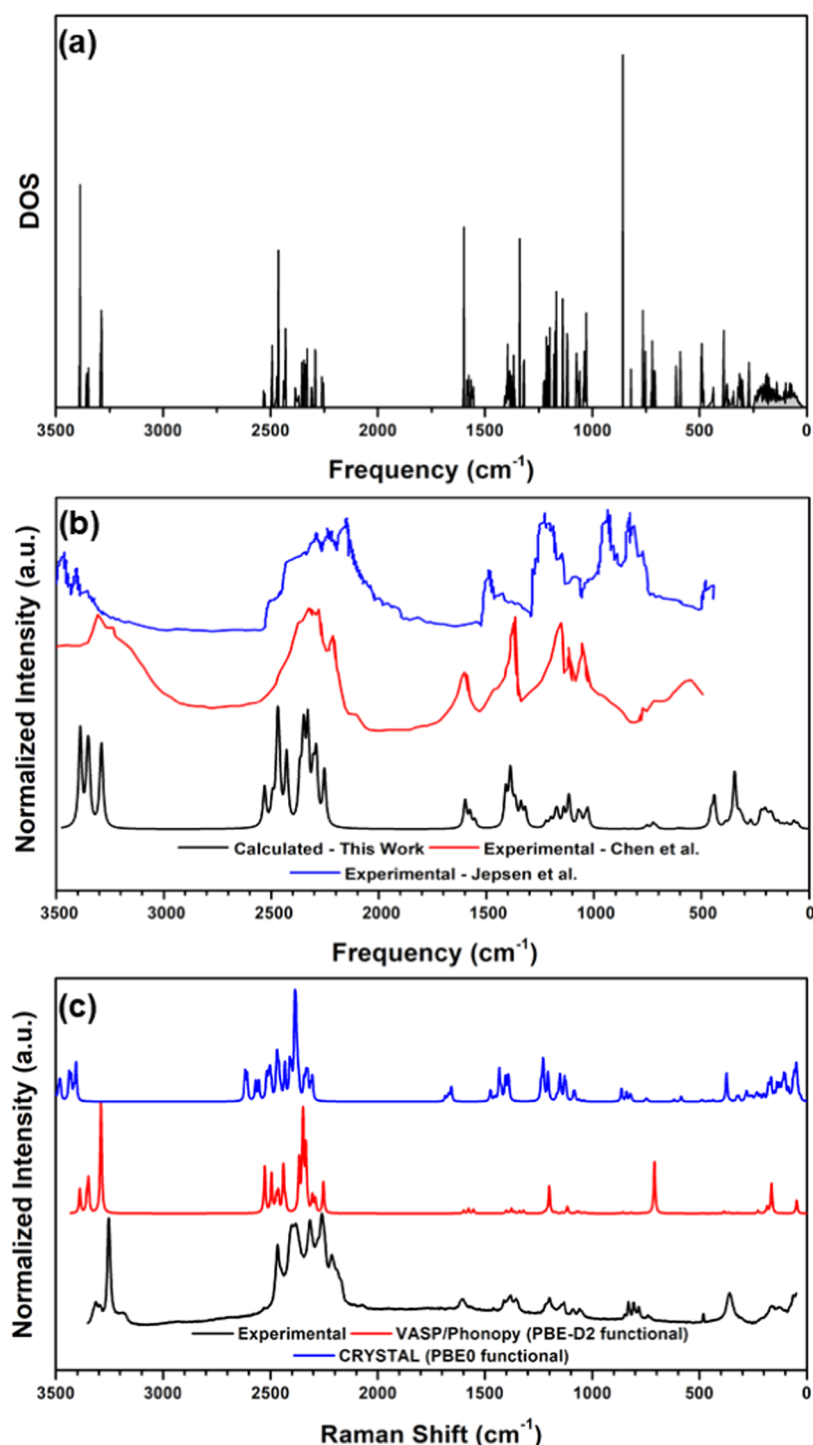 (a)
DOS
3500 3000 2500 2000 1500 1000 500 0
Frequency (cm-1)
(b)
Normalized Intensity (a.u.)
Calculated - This Work Experimental - Chen et al.
Experimental - Jepsen et al.
3500 3000 2500 2000 1500 1000 500 0
Frequency (cm-1)
(c)
Normalized Intensity (a.u.)
Experimental VASP/Phonopy (PBE-D2 functional)
CRYSTAL (PBE0 functional)
3500 3000 2500 2000 1500 1000 500 0
Raman Shift (cm-1)